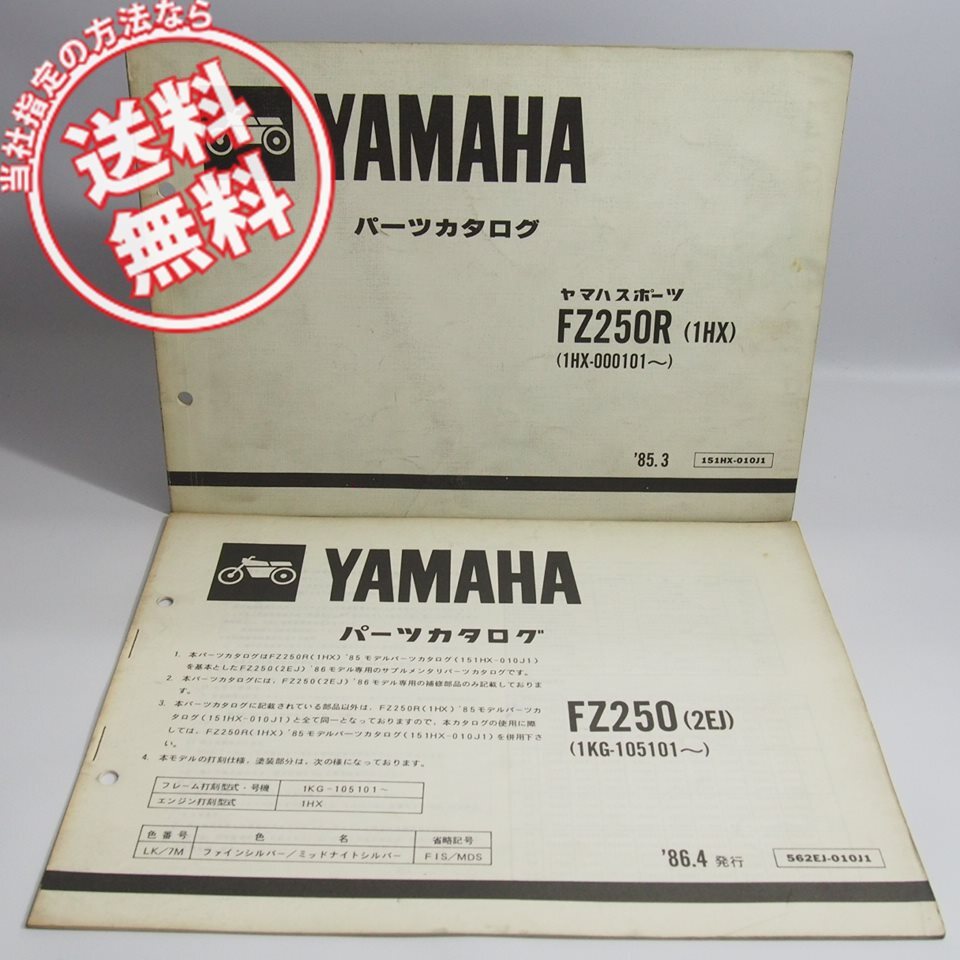 当社指定の方法なら
送料
無料
YAMAHA
パーツカタログ
ヤマハスポーツ
FZ250R (1HX)
(1HX-000101〜)
'85.3
151HX-010J1
YAMAHA
パーツカタログ
1. 本パーツカタログはFZ250R(1HX)'85モデルパーツカタログ(151HX-010J1)
を基本としたFZ250(2EJ)'86モデル専用のサプルメンタリパーツカタログです。
2. 本パーツカタログには,FZ250(2EJ)'86モデル専用の補修部品のみ記載しておりま
す。
3. 本パーツカタログに記載されている部品以外は,FZ250R(1HX)'85モデルパーツカ
タログ(151HX-010J1)と全て同一となっておりますので,本カタログの使用に際
しては,FZ250R(1HX)'85モデルパーツカタログ(151HX-010J1)を併用下さ
い。
4. 本モデルの打刻仕様,塗装部分は,次の様になっております。
フレーム打刻型式・号機 1KG-105101〜
エンジン打刻型式 1HX
色番号 色名 省略記号
LK/7M ファインシルバー/ミッドナイトシルバー FIS/MDS
FZ250 (2EJ)
(1KG-105101〜)
'86.4 発行
562EJ-010J1